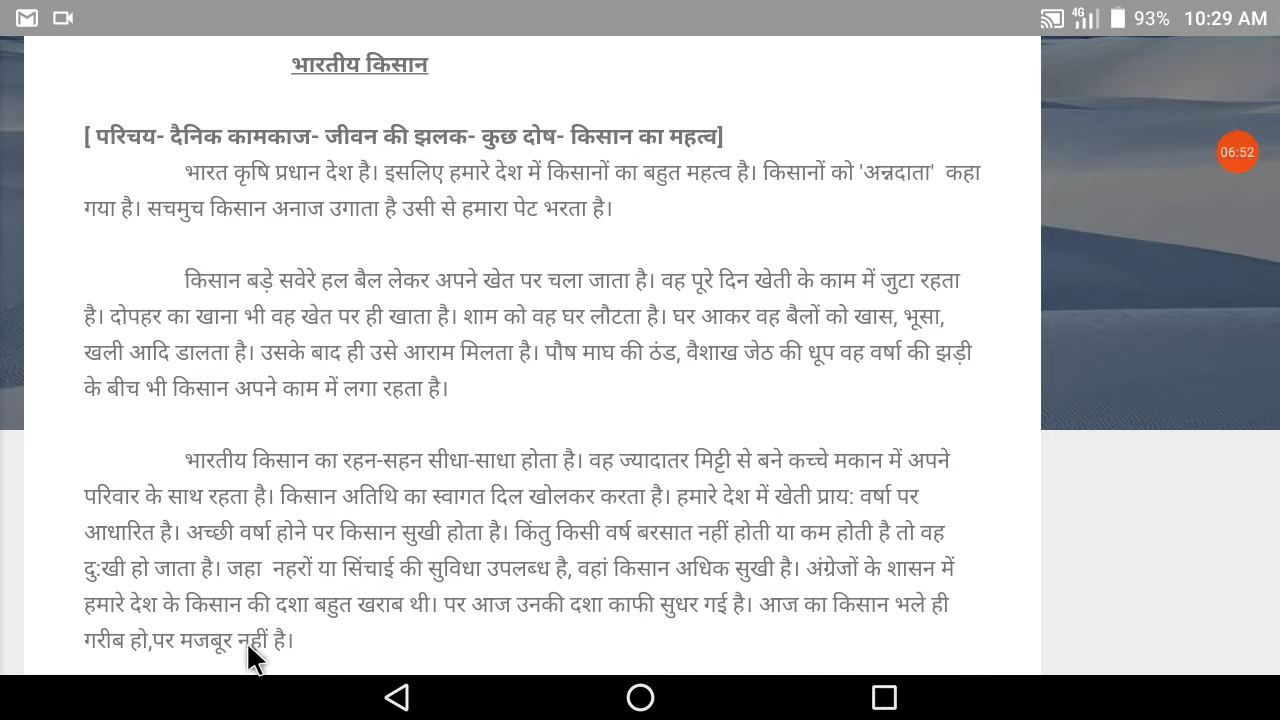 93% 10:29 AM
4G
भारतीय किसान
06:52
[ परिचय- दैनिक कामकाज- जीवन की झलक- कुछ दोष- किसान का महत्व]
भारत कृषि प्रधान देश है। इसलिए हमारे देश में किसानों का बहुत महत्व है। किसानों को 'अन्नदाता'  कहा
गया है। सचमुच किसान अनाज उगाता है उसी से हमारा पेट भरता है।
किसान बड़े सवेरे हल बैल लेकर अपने खेत पर चला जाता है। वह पूरे दिन खेती के काम में जुटा रहता
है। दोपहर का खाना भी वह खेत पर ही खाता है। शाम को वह घर लौटता है। घर आकर वह बैलों को खास, भूसा,
खली आदि डालता है। उसके बाद ही उसे आराम मिलता है। पौष माघ की ठंड, वैशाख जेठ की धूप वह वर्षा की झड़ी
के बीच भी किसान अपने काम में लगा रहता है।
भारतीय किसान का रहन-सहन सीधा-साधा होता है। वह ज्यादातर मिट्टी से बने कच्चे मकान में अपने
परिवार के साथ रहता है। किसान अतिथि का स्वागत दिल खोलकर करता है। हमारे देश में खेती प्राय: वर्षा पर
आधारित है। अच्छी वर्षा होने पर किसान सुखी होता है। किंतु किसी वर्ष बरसात नहीं होती या कम होती है तो वह
दु:खी हो जाता है। जहा  नहरों या सिंचाई की सुविधा उपलब्ध है, वहां किसान अधिक सुखी है। अंग्रेजों के शासन में
हमारे देश के किसान की दशा बहुत खराब थी। पर आज उनकी दशा काफी सुधर गई है। आज का किसान भले ही
गरीब हो,पर मजबूर नहीं है।